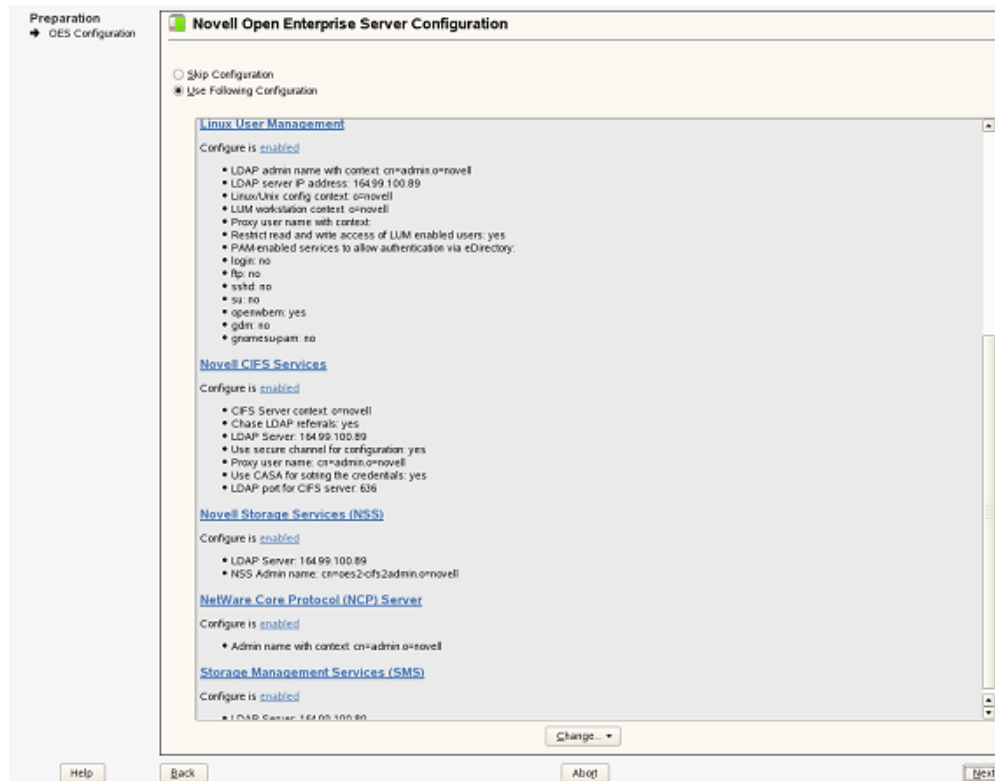 Preparation
OES Configuration
Novell Open Enterprise Server Configuration
Skip Configuration
Use Following Configuration
Linux User Management
Configure is enabled
LDAP admin name with context: cn=admin.o=novell
LDAP server IP address: 164.99.100.89
Linux/Unix config context: o=novell
LUM workstation context: o=novell
Proxy user name with context:
Restrict read and write access of LUM enabled users: yes
PAM-enabled services to allow authentication via eDirectory:
login: no
ftp: no
sshd: no
su: no
openwbem: yes
gdm: no
gnomesu-pam: no
Novell CIFS Services
Configure is enabled
CIFS Server context: o=novell
Chase LDAP referrals: yes
LDAP Server: 164.99.100.89
Use secure channel for configuration: yes
Proxy user name: cn=admin.o=novell
Use CASA for sotring the credentials: yes
LDAP port for CIFS server: 636
Novell Storage Services (NSS)
Configure is enabled
LDAP Server: 164.99.100.89
NSS Admin name: cn=oes2-cifs2admin.o=novell
NetWare Core Protocol (NCP) Server
Configure is enabled
Admin name with context: cn=admin.o=novell
Storage Management Services (SMS)
Configure is enabled
LDAP Server: 164.99.100.89
Change...
Help
Back
Abort
Next